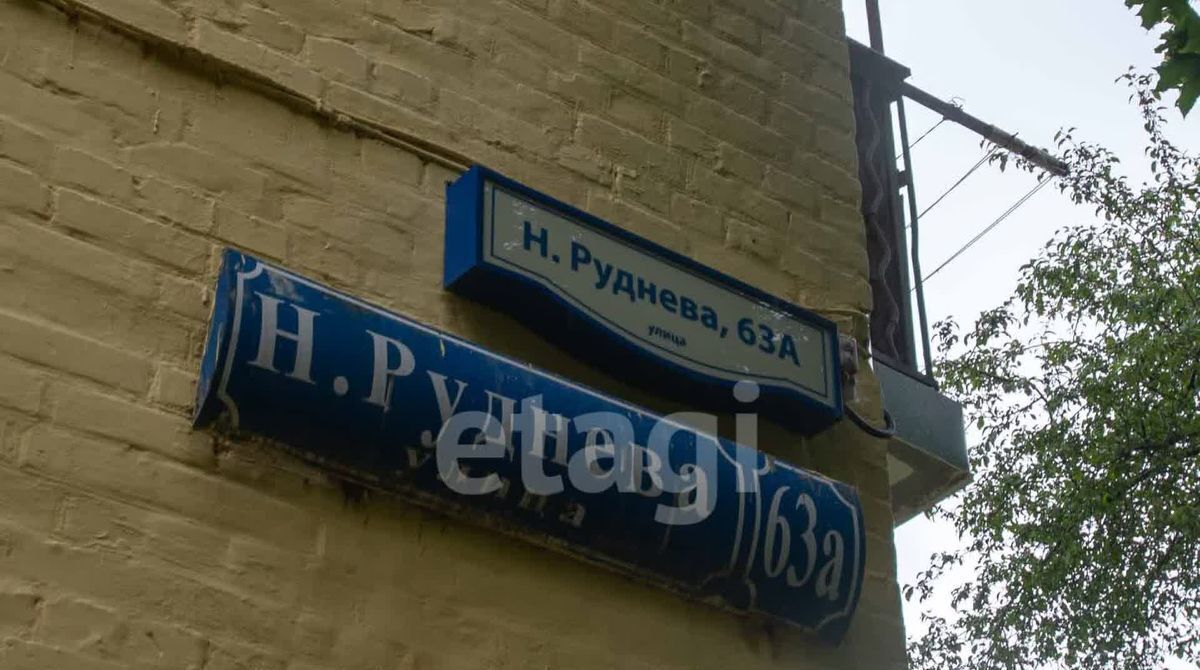 Н. Руднева, 63А
улица
Н. Руднева 63а
улица
etagi